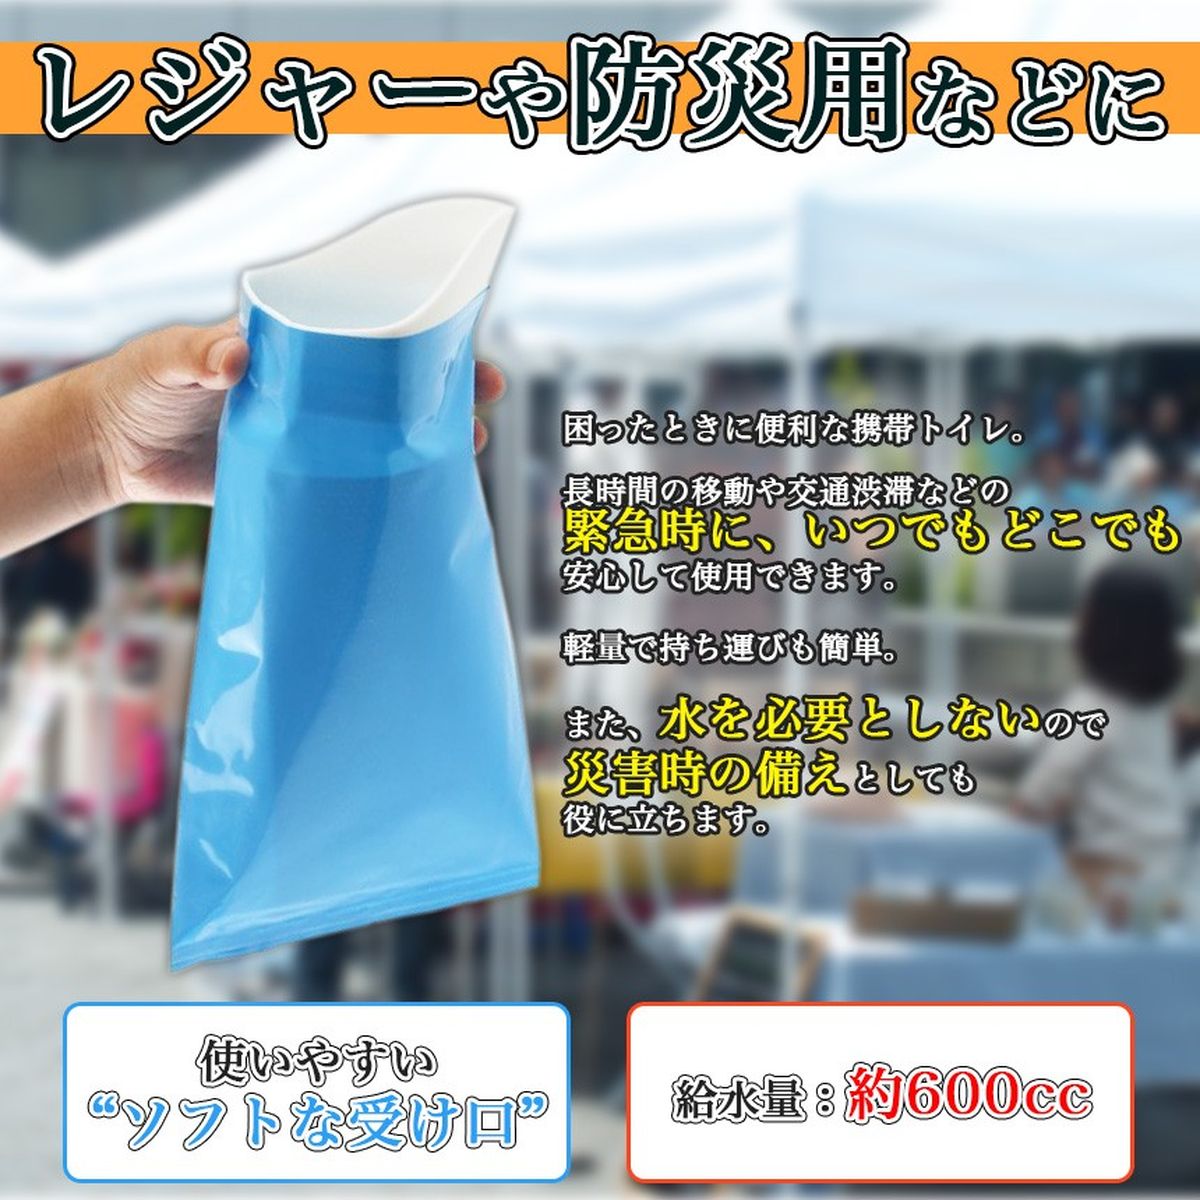 レジャーや防災用などに
困ったときに便利な携帯トイレ。
長時間の移動や交通渋滞などの
緊急時に、いつでもどこでも
安心して使用できます。
軽量で持ち運びも簡単。
また、水を必要としないので
災害時の備えとしても
役に立ちます。
使いやすい
“ソフトな受け口”
給水量：約600cc